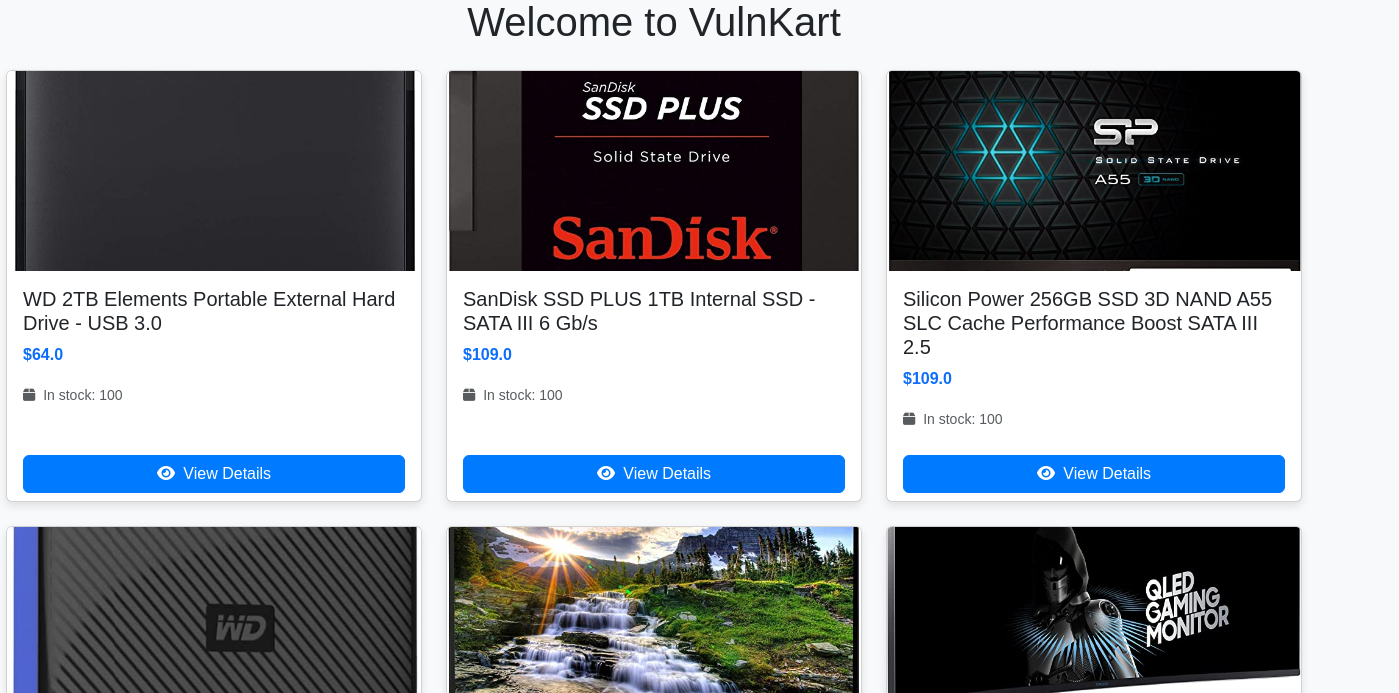 Welcome to VulnKart
SanDisk
SSD PLUS
Solid State Drive
SanDisk®
SP
SOLID STATE DRIVE
A55 3D NAND
WD 2TB Elements Portable External Hard
Drive - USB 3.0
$64.0
In stock: 100
View Details
SanDisk SSD PLUS 1TB Internal SSD -
SATA III 6 Gb/s
$109.0
In stock: 100
View Details
Silicon Power 256GB SSD 3D NAND A55
SLC Cache Performance Boost SATA III
2.5
$109.0
In stock: 100
View Details
WD
QLED
GAMING
MONITOR